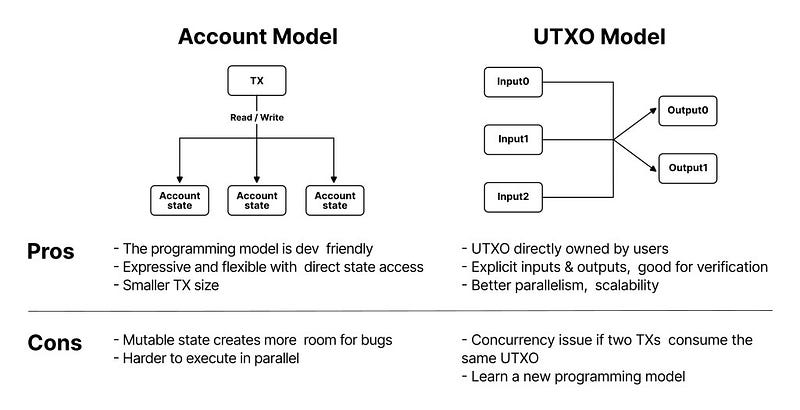 Account Model
TX
Read / Write
Account
state
Account
state
Account
state
UTXO Model
Input0
Input1
Input2
Output0
Output1
Pros
- The programming model is dev friendly
- Expressive and flexible with direct state access
- Smaller TX size
- UTXO directly owned by users
- Explicit inputs & outputs, good for verification
- Better parallelism, scalability
Cons
- Mutable state creates more room for bugs
- Harder to execute in parallel
- Concurrency issue if two TXs consume the
same UTXO
- Learn a new programming model